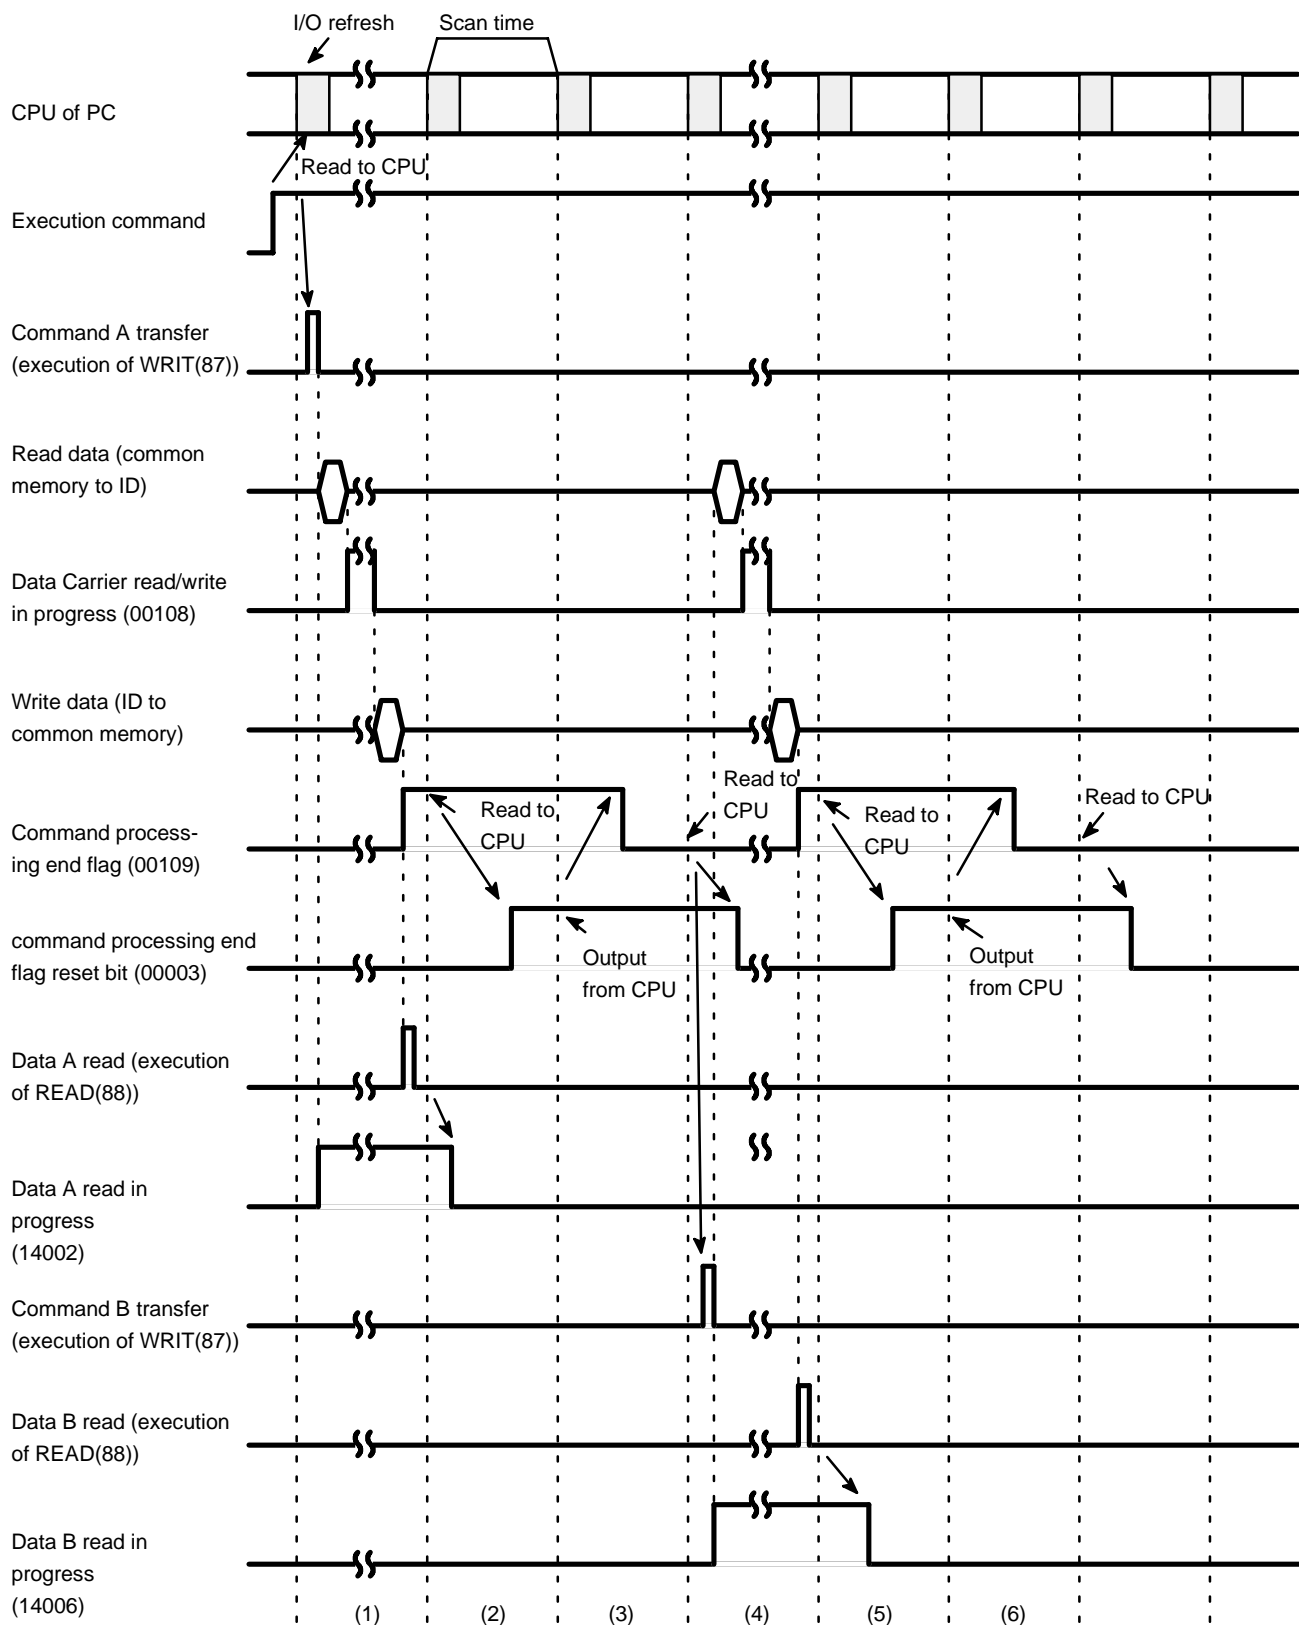 I/O refresh
Scan time
CPU of PC
Read to CPU
Execution command
Command A transfer
(execution of WRIT(87))
Read data (common
memory to ID)
Data Carrier read/write
in progress (00108)
Write data (ID to
common memory)
Read to
CPU
Read to
CPU
Read to
CPU
Read to CPU
Command process-
ing end flag (00109)
command processing end
flag reset bit (00003)
Output
from CPU
Output
from CPU
Data A read (execution
of READ(88))
Data A read in
progress
(14002)
Command B transfer
(execution of WRIT(87))
Data B read (execution
of READ(88))
Data B read in
progress
(14006)
(1)
(2)
(3)
(4)
(5)
(6)